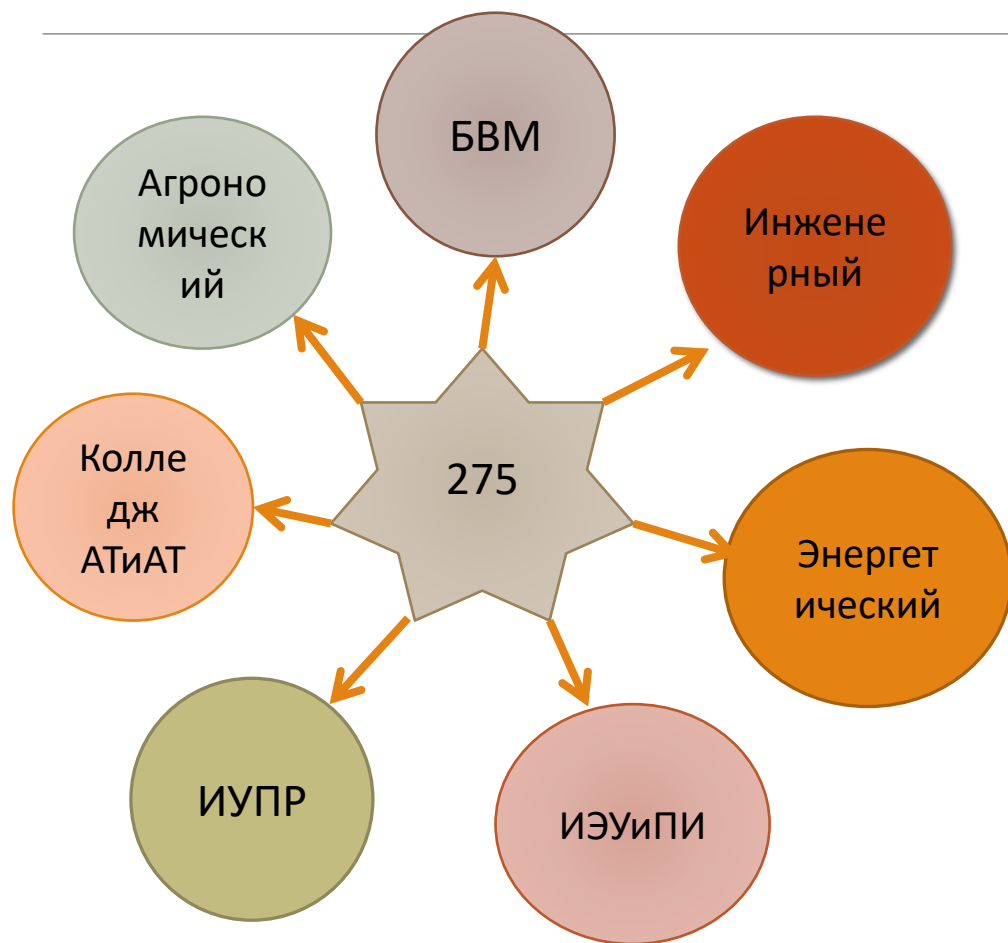 БВМ
Агроно
мическ
ий
Инжене
рный
Колле
дж
АТиАТ
275
Энергет
ический
ИУПР
ИЭУиПИ